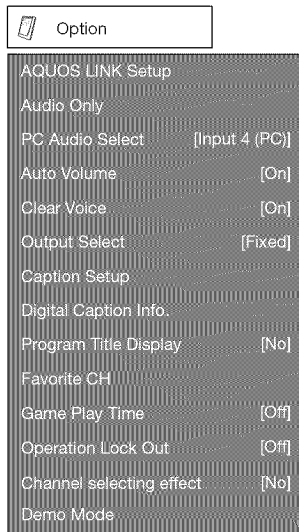 Option
AQUOS LINK Setup
Audio Only
PC Audio Select [Input 4 (PC)]
Auto Volume [On]
Clear Voice [On]
Output Select [Fixed]
Caption Setup
Digital Caption Info.
Program Title Display [No]
Favorite CH
Game Play Time [Off]
Operation Lock Out [Off]
Channel selecting effect [No]
Demo Mode